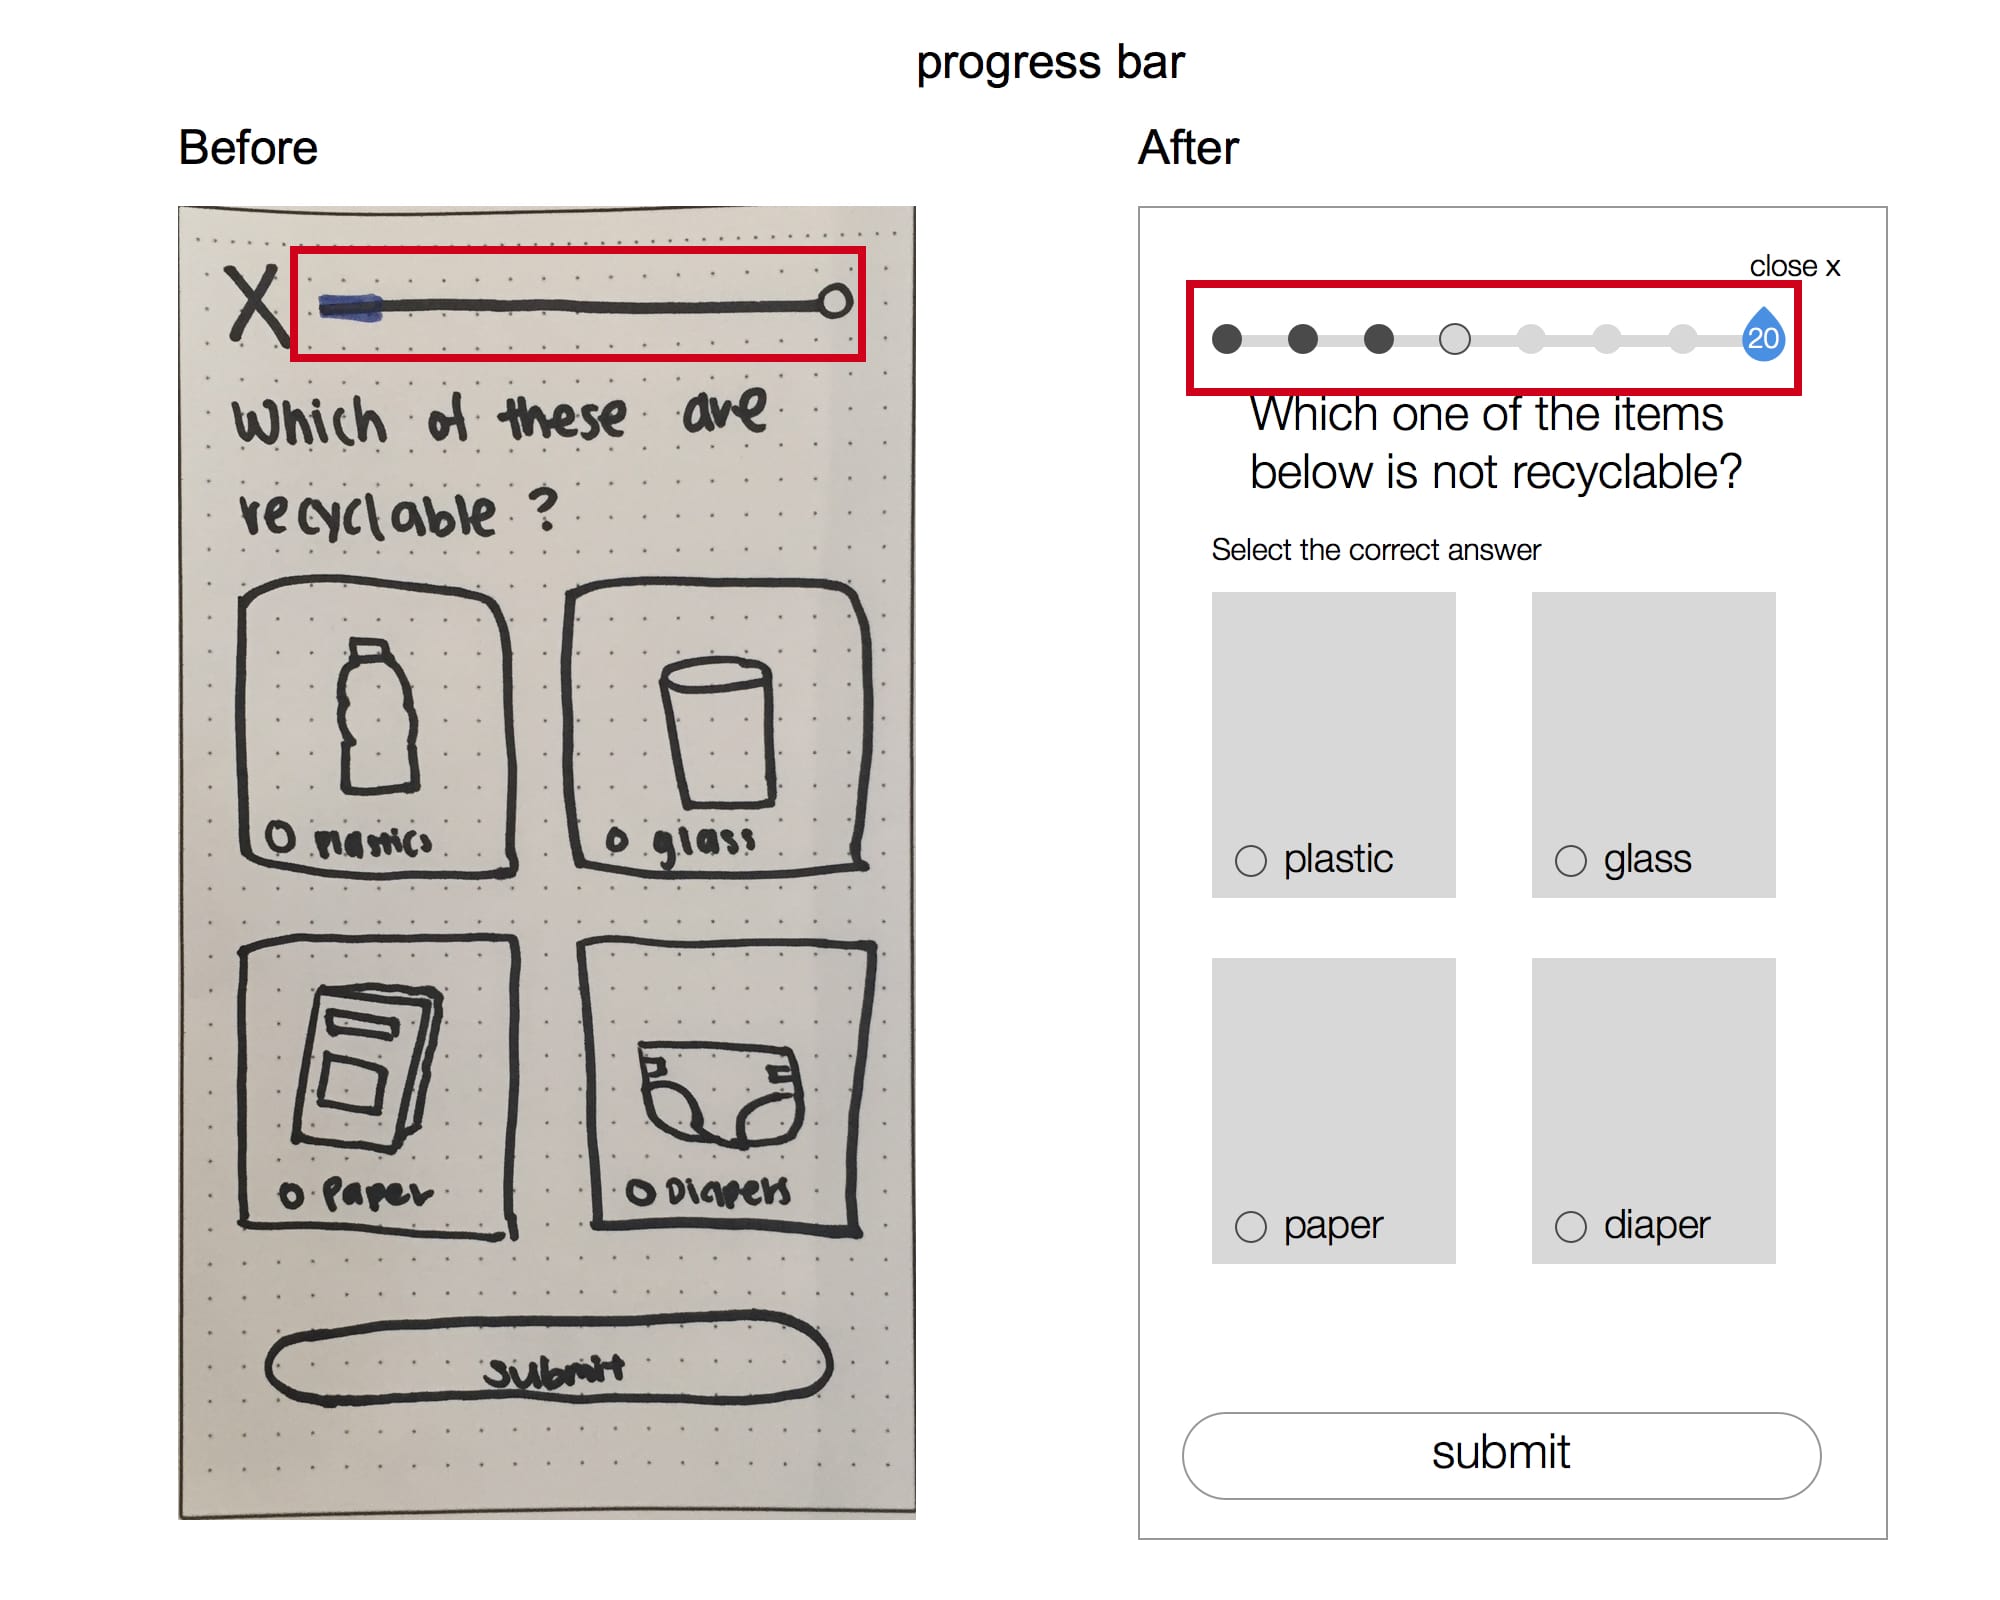 progress bar
Before
After
X
Which of these are
recyclable ?
plastics
glass
Paper
Diapers
submit
close x
20
Which one of the items
below is not recyclable?
Select the correct answer
plastic
glass
paper
diaper
submit